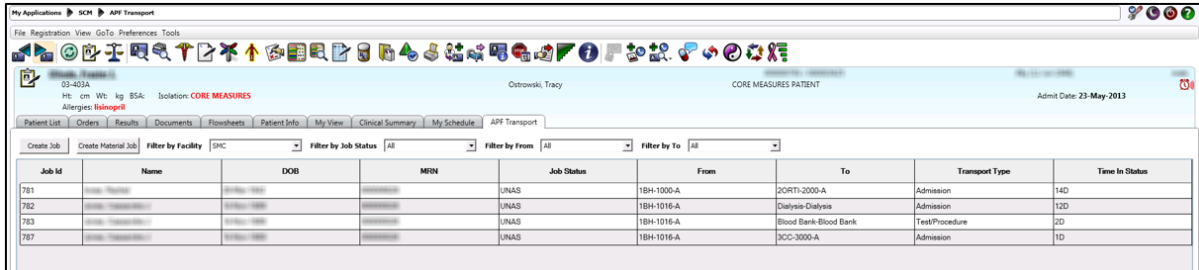 My Applications SCM APF Transport
File Registration View GoTo Preferences Tools
03-403A Ostrowski, Tracy CORE MEASURES PATIENT
Ht: cm Wt: kg BSA: Isolation: CORE MEASURES Admit Date: 23-May-2013
Allergies: lisinopril
Patient List Orders Results Documents Flowsheets Patient Info My View Clinical Summary My Schedule APF Transport
Create Job Create Material Job Filter by Facility SMC Filter by Job Status All Filter by From All Filter by To All
Job Id Name DOB MRN Job Status From To Transport Type Time In Status
781 UNAS 1BH-1000-A 2ORTI-2000-A Admission 14D
782 UNAS 1BH-1016-A Dialysis-Dialysis Admission 12D
783 UNAS 1BH-1016-A Blood Bank-Blood Bank Test/Procedure 2D
787 UNAS 1BH-1016-A 3CC-3000-A Admission 1D